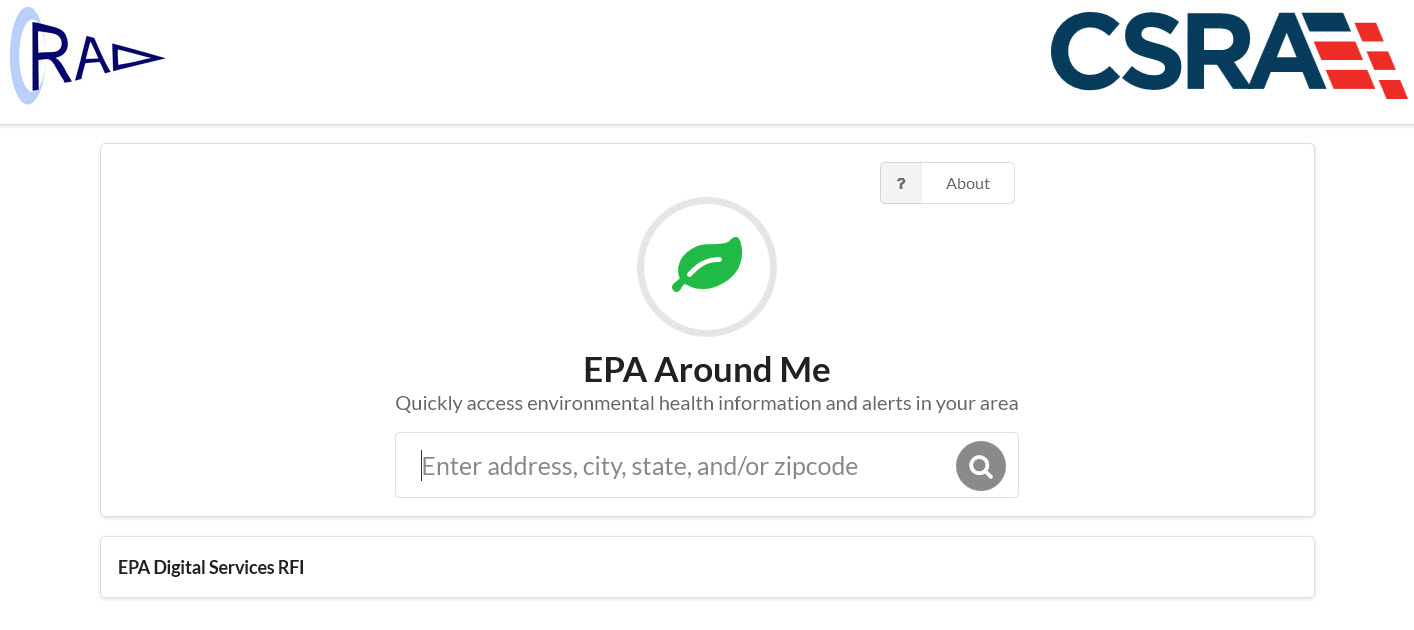 CRAD
CSRA
? About
EPA Around Me
Quickly access environmental health information and alerts in your area
Enter address, city, state, and/or zipcode
EPA Digital Services RFI